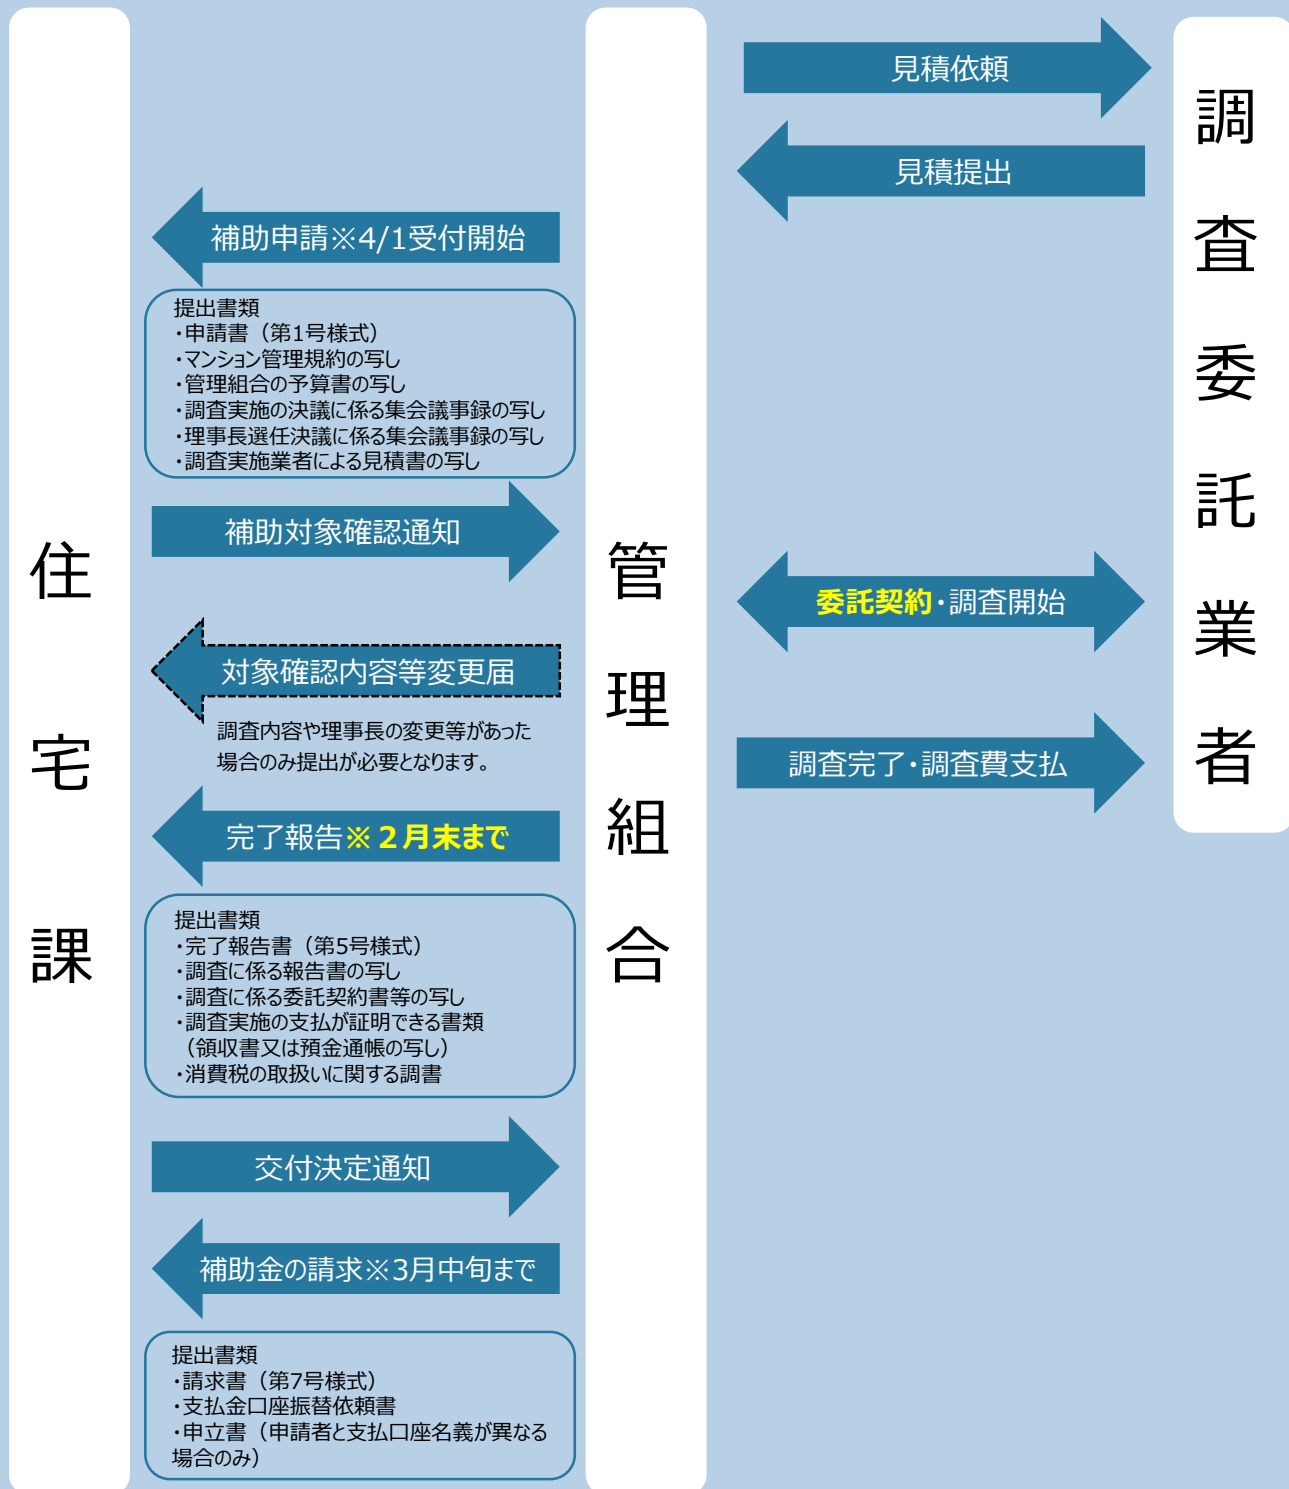 住宅課
管理組合
調査委託業者
見積依頼
見積提出
補助申請※4/1受付開始
提出書類
・申請書（第1号様式）
・マンション管理規約の写し
・管理組合の予算書の写し
・調査実施の決議に係る集会議事録の写し
・理事長選任決議に係る集会議事録の写し
・調査実施業者による見積書の写し
補助対象確認通知
委託契約・調査開始
対象確認内容等変更届
調査内容や理事長の変更等があった
場合のみ提出が必要となります。
調査完了・調査費支払
完了報告※２月末まで
提出書類
・完了報告書（第5号様式）
・調査に係る報告書の写し
・調査に係る委託契約書等の写し
・調査実施の支払が証明できる書類
（領収書又は預金通帳の写し）
・消費税の取扱いに関する調書
交付決定通知
補助金の請求※3月中旬まで
提出書類
・請求書（第7号様式）
・支払金口座振替依頼書
・申立書（申請者と支払口座名義が異なる
場合のみ）